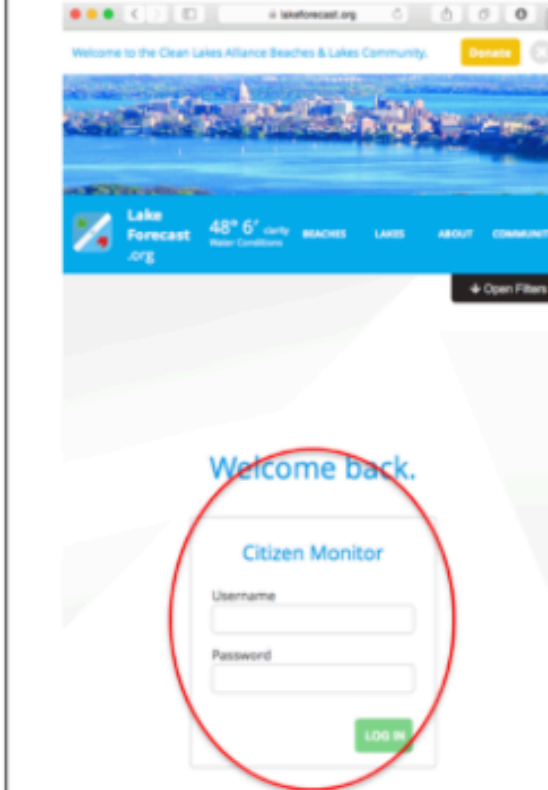 lakeforecast.org
Welcome to the Clean Lakes Alliance Beaches & Lakes Community.
Donate
Lake
Forecast
.org
48° 6′ clarity
Water Conditions
BEACHES LAKES ABOUT COMMUNIT
Open Filters
Welcome back.
Citizen Monitor
Username
Password
LOG IN